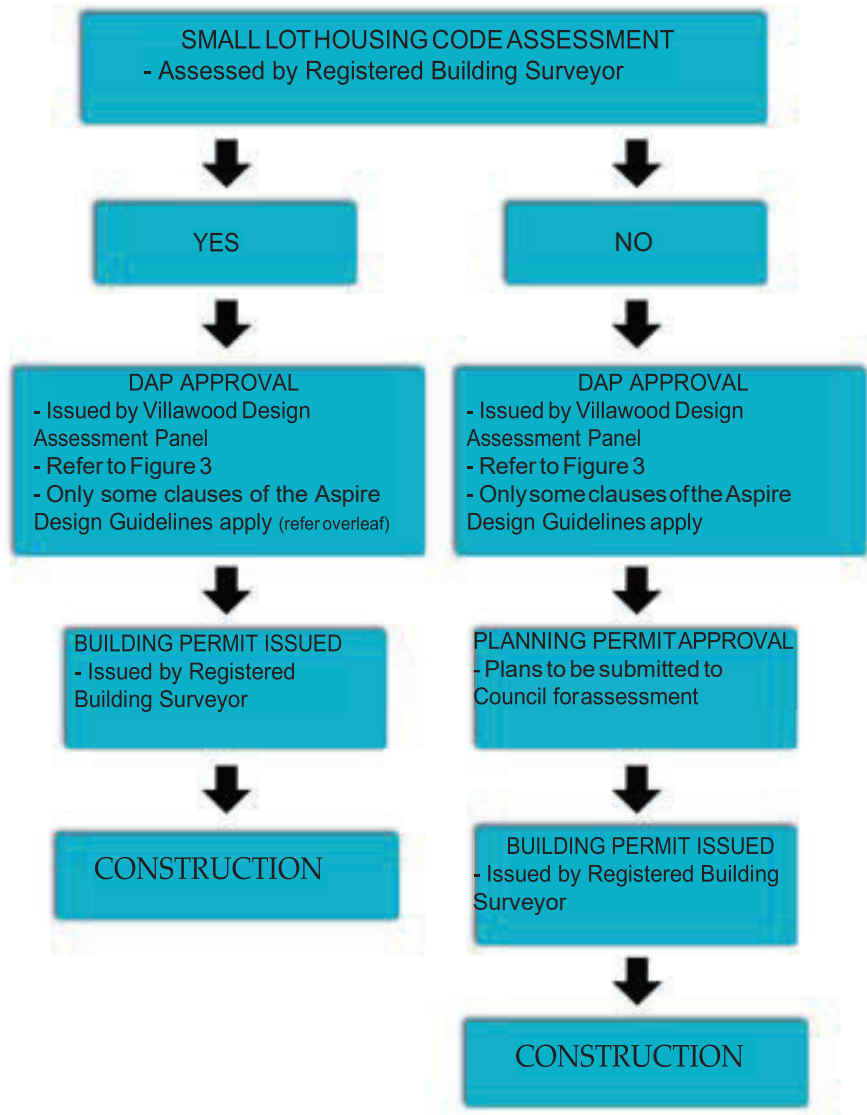 SMALL LOT HOUSING CODE ASSESSMENT
- Assessed by Registered Building Surveyor
YES
NO
DAP APPROVAL
- Issued by Villawood Design
Assessment Panel
- Refer to Figure 3
- Only some clauses of the Aspire
Design Guidelines apply (refer overleaf)
DAP APPROVAL
- Issued by Villawood Design
Assessment Panel
- Refer to Figure 3
- Only some clauses of the Aspire
Design Guidelines apply
BUILDING PERMIT ISSUED
- Issued by Registered
Building Surveyor
PLANNING PERMIT APPROVAL
- Plans to be submitted to
Council for assessment
CONSTRUCTION
BUILDING PERMIT ISSUED
- Issued by Registered Building
Surveyor
CONSTRUCTION